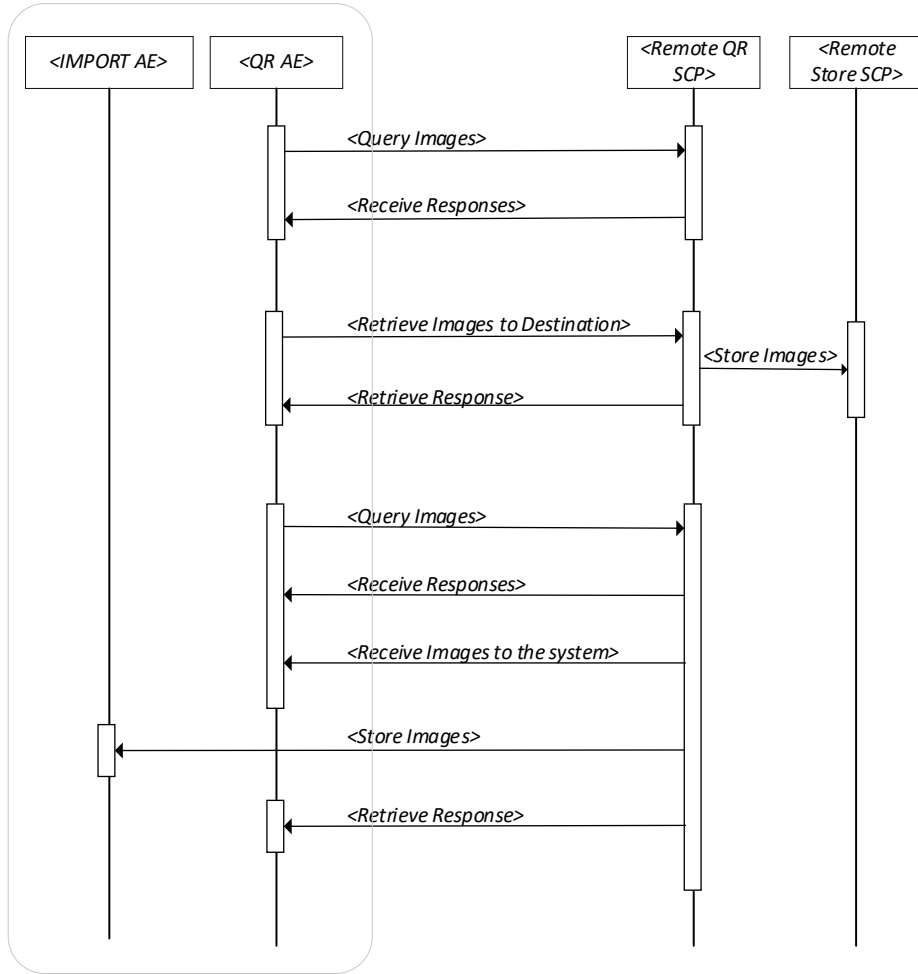 <IMPORT AE>
<QR AE>
<Remote QR
SCP>
<Remote
Store SCP>
<Query Images>
<Receive Responses>
<Retrieve Images to Destination>
<Store Images>
<Retrieve Response>
<Query Images>
<Receive Responses>
<Receive Images to the system>
<Store Images>
<Retrieve Response>